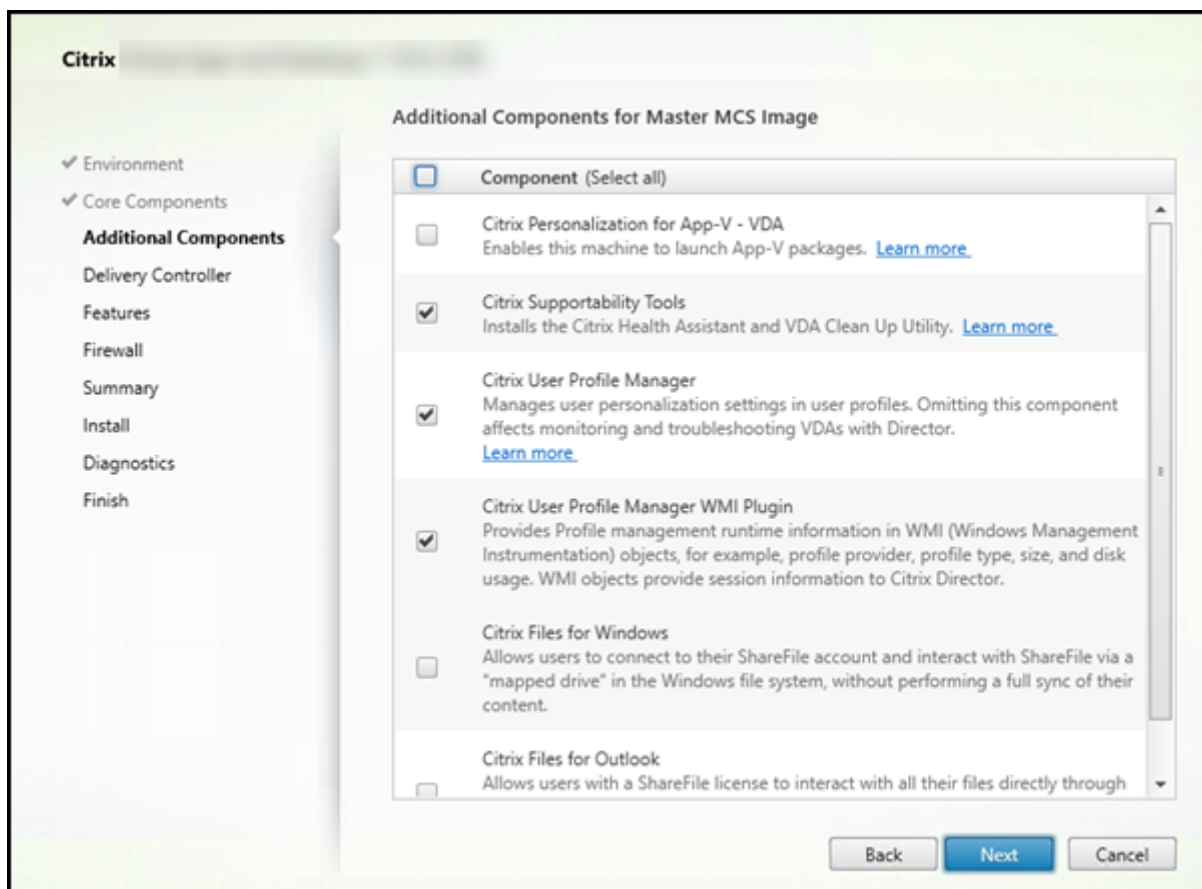 Citrix
Additional Components for Master MCS Image
Environment
Core Components
Additional Components
Delivery Controller
Features
Firewall
Summary
Install
Diagnostics
Finish
Component (Select all)
Citrix Personalization for App-V - VDA
Enables this machine to launch App-V packages. Learn more
Citrix Supportability Tools
Installs the Citrix Health Assistant and VDA Clean Up Utility. Learn more
Citrix User Profile Manager
Manages user personalization settings in user profiles. Omitting this component
affects monitoring and troubleshooting VDAs with Director.
Learn more
Citrix User Profile Manager WMI Plugin
Provides Profile management runtime information in WMI (Windows Management
Instrumentation) objects, for example, profile provider, profile type, size, and disk
usage. WMI objects provide session information to Citrix Director.
Citrix Files for Windows
Allows users to connect to their ShareFile account and interact with ShareFile via a
"mapped drive" in the Windows file system, without performing a full sync of their
content.
Citrix Files for Outlook
Allows users with a ShareFile license to interact with all their files directly through
Back
Next
Cancel